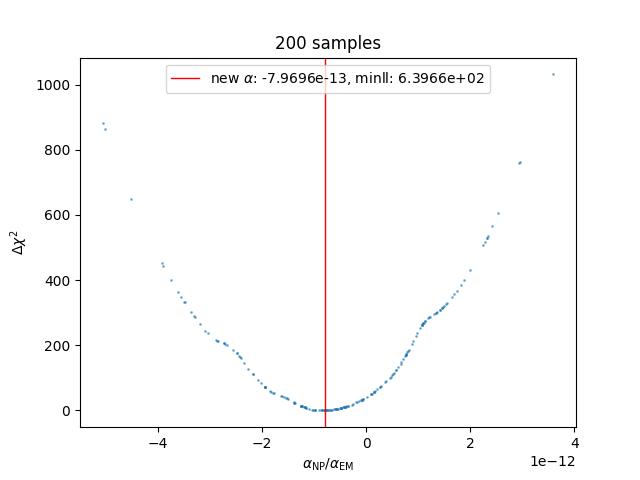 200 samples
new α: -7.9696e-13, minll: 6.3966e+02
1000
800
600
400
200
0
Δχ²
−4 −2 0 2 4
1e−12
α_NP/α_EM